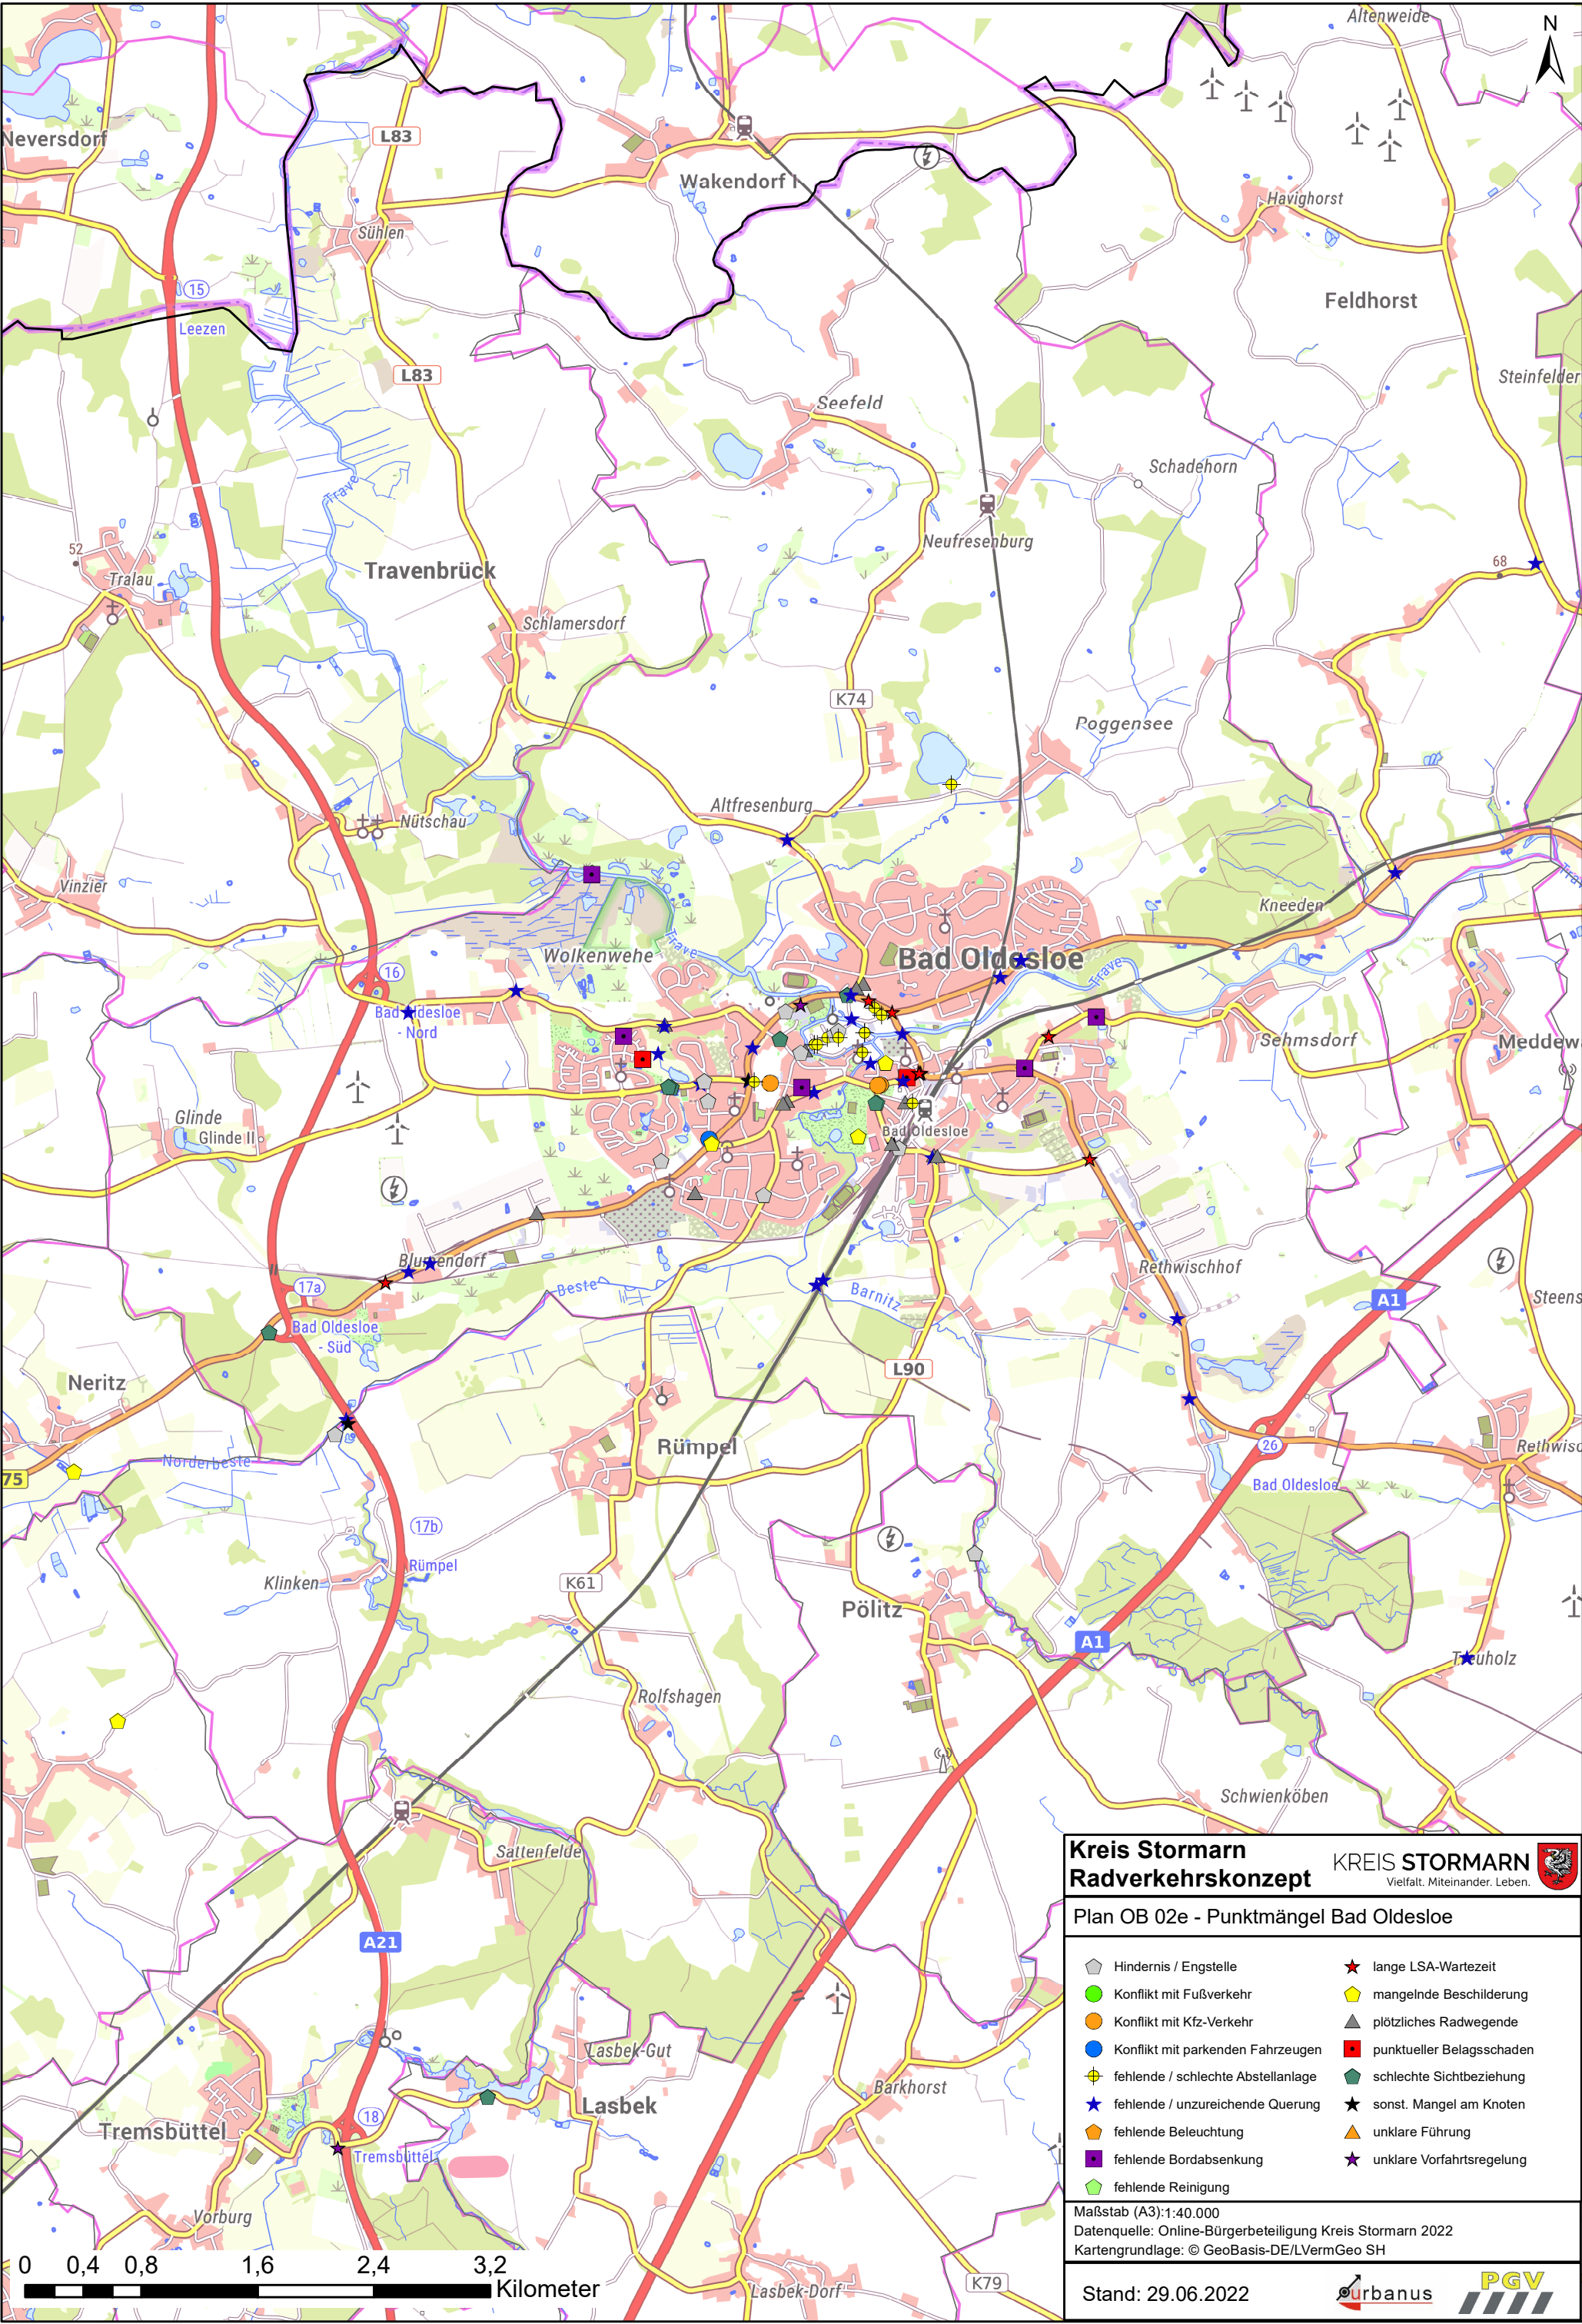 Altenweide
N
Neversdorf
L83
Wakendorf I
Havighorst
Sühlen
15
Leezen
Feldhorst
L83
Steinfelder
Seefeld
Schadehorn
Trave
Neufresenburg
52
Tralau
Travenbrück
68
Schlamersdorf
K74
Poggensee
Altfresenburg
Nütschau
Vinzier
Kneeden
Trav
Wolkenwehe
Trave
Bad Oldesloe
Trave
16
Bad Oldesloe
- Nord
Sehmsdorf
Meddew
Glinde
Glinde II
Bad Oldesloe
Blumendorf
Rethwischhof
17a
Beste
Barnitz
A1
Steens
Bad Oldesloe
- Süd
Neritz
L90
Rümpel
26
Rethwisc
Norderbeste
75
Bad Oldesloe
17b
Rümpel
Klinken
K61
Pölitz
A1
Treuholz
Rolfshagen
Schwienköben
Sattenfelde
A21
Lasbek-Gut
Barkhorst
Lasbek
18
Tremsbüttel
Tremsbüttel
Vorburg
Lasbek-Dorf
K79
0 0,4 0,8 1,6 2,4 3,2
Kilometer
Kreis Stormarn
Radverkehrskonzept
KREIS STORMARN
Vielfalt. Miteinander. Leben.
Plan OB 02e - Punktmängel Bad Oldesloe
Hindernis / Engstelle
Konflikt mit Fußverkehr
Konflikt mit Kfz-Verkehr
Konflikt mit parkenden Fahrzeugen
fehlende / schlechte Abstellanlage
fehlende / unzureichende Querung
fehlende Beleuchtung
fehlende Bordabsenkung
fehlende Reinigung
lange LSA-Wartezeit
mangelnde Beschilderung
plötzliches Radwegende
punktueller Belagsschaden
schlechte Sichtbeziehung
sonst. Mangel am Knoten
unklare Führung
unklare Vorfahrtsregelung
Maßstab (A3):1:40.000
Datenquelle: Online-Bürgerbeteiligung Kreis Stormarn 2022
Kartengrundlage: © GeoBasis-DE/LVermGeo SH
Stand: 29.06.2022
urbanus
PGV